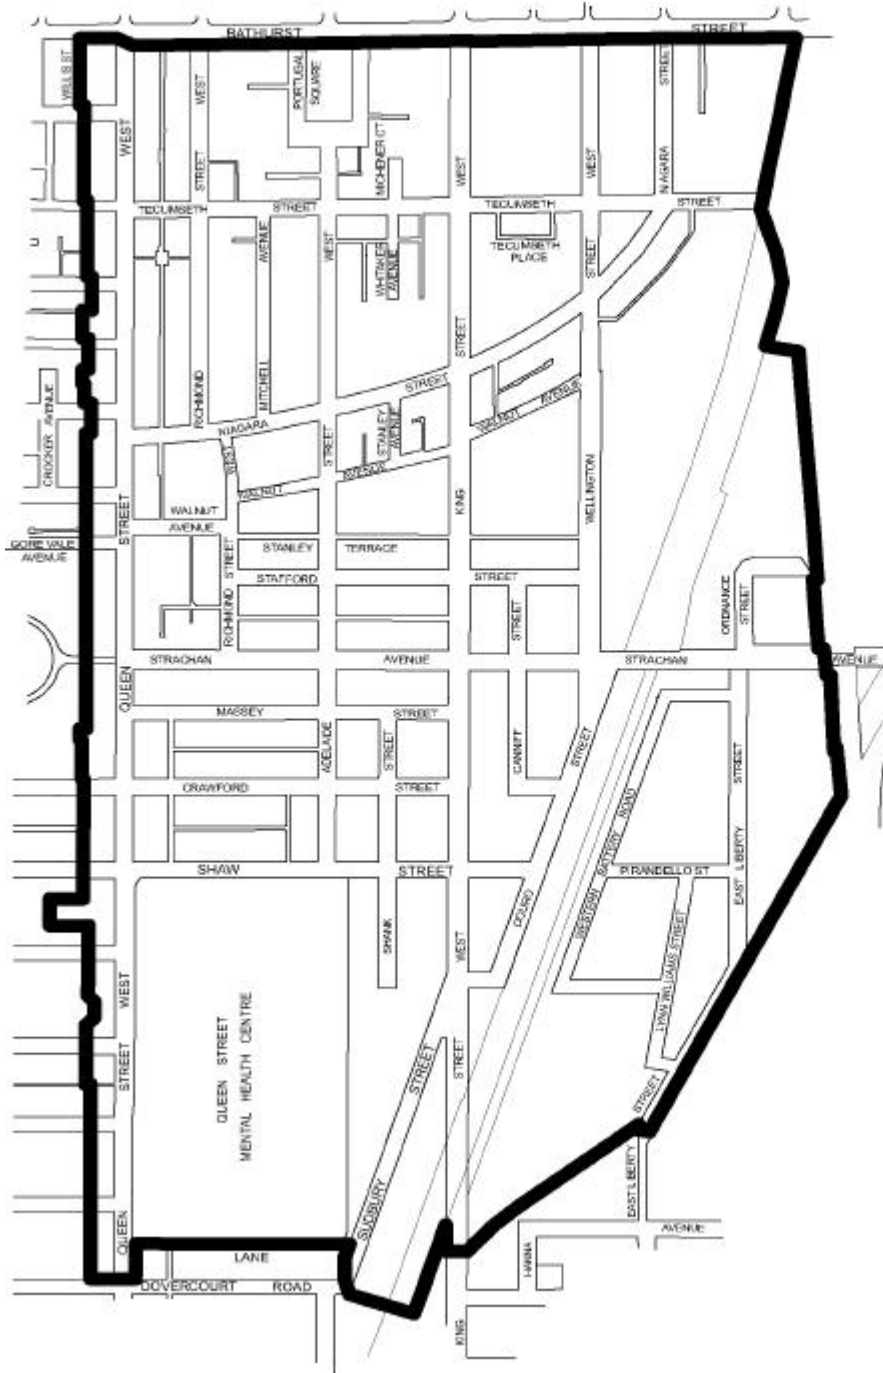 BATHURST STREET
WILLIS ST
WEST
WEST
PORTUGAL
SQUARE
STREET
STREET
MICHENER CT
WEST
WEST
NIAGARA
TECUMSETH STREET
TECUMSETH STREET
TECUMSETH
PLACE
AVENUE
WEST
WHITAKER
AVENUE
STREET
STREET
STREET
RICHMOND
MITCHELL
CROCKER
AVENUE
NIAGARA
STREET
STANLEY
AVENUE
WALNUT AVENUE
WEST
STREET
WALNUT AVENUE
WALNUT
AVENUE
KING
WELLINGTON
STREET
GORE VALE
AVENUE
STANLEY TERRACE
STAFFORD STREET
STREET
RICHMOND
STREET
ORDNANCE
STREET
STRACHAN AVENUE STRACHAN AVENUE
QUEEN
MASSEY STREET
ADELAIDE
STREET
CANNIFF
STREET
STREET
CRAWFORD STREET
WESTERN BATTERY ROAD
EAST LIBERTY
SHAW STREET
PIRANDELLO ST
DOURO
SHANK
WEST
LYNN WILLIAMS STREET
WEST
QUEEN STREET
MENTAL HEALTH CENTRE
STREET
STREET
STREET
STREET
SUDBURY
EAST LIBERTY
QUEEN
LANE
AVENUE
HANNA
DOVERCOURT ROAD
KING